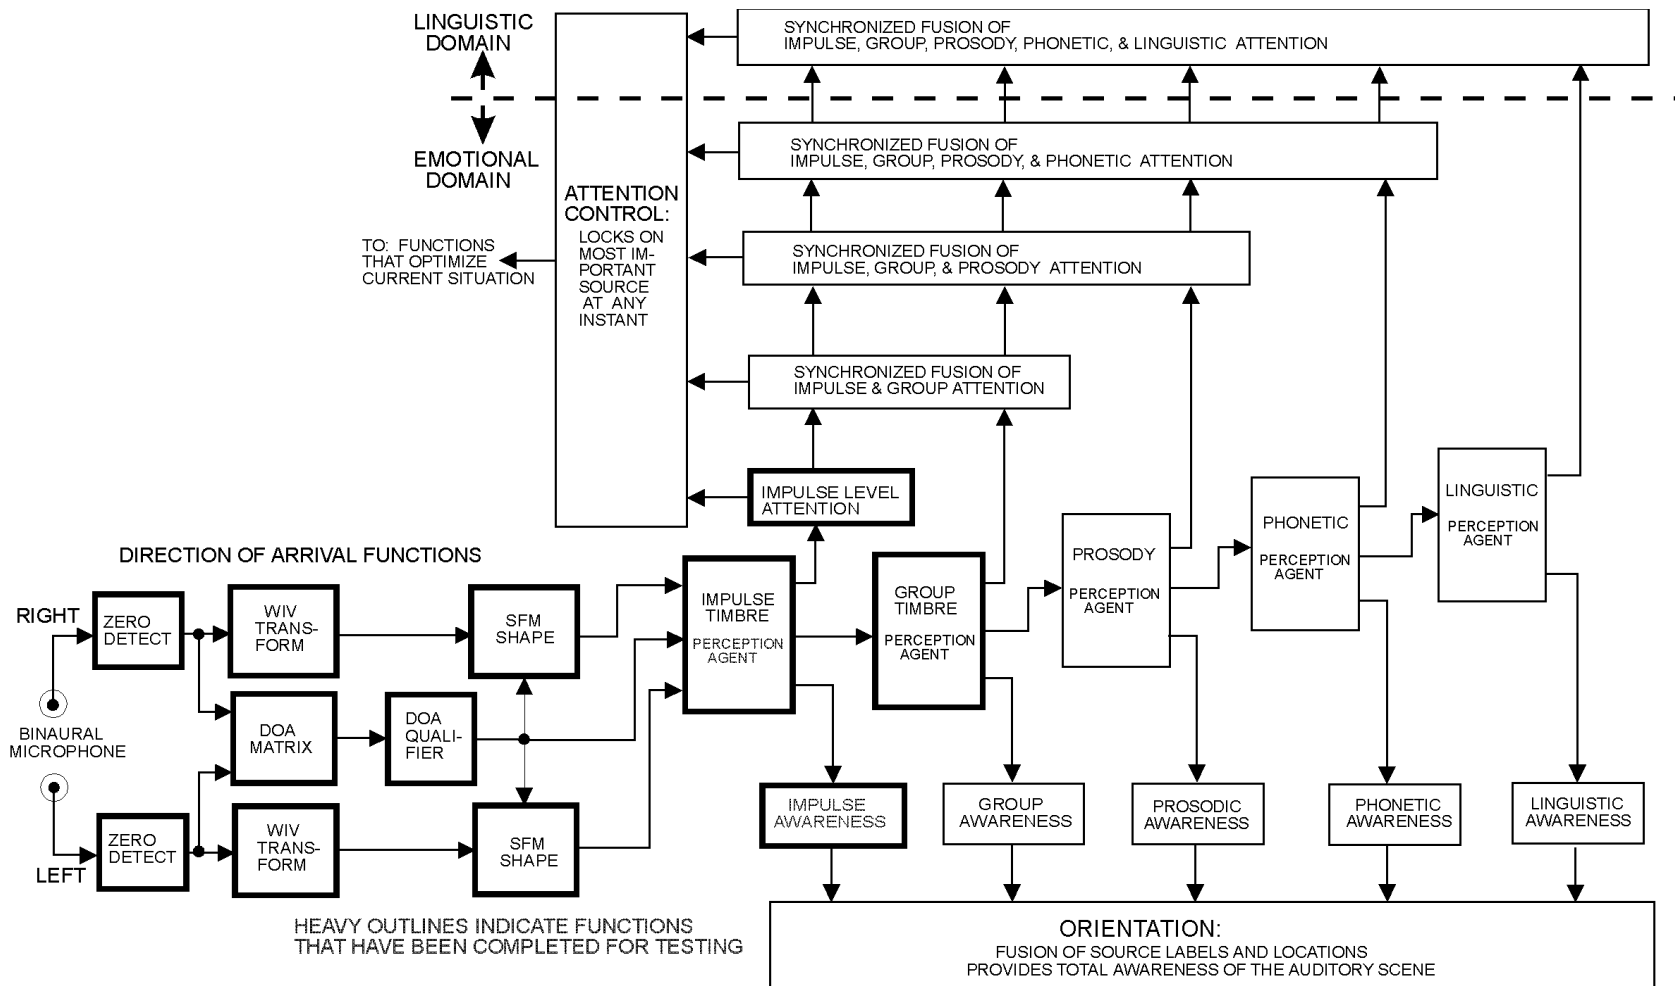 LINGUISTIC
DOMAIN
EMOTIONAL
DOMAIN
SYNCHRONIZED FUSION OF
IMPULSE, GROUP, PROSODY, PHONETIC, & LINGUISTIC ATTENTION
SYNCHRONIZED FUSION OF
IMPULSE, GROUP, PROSODY, & PHONETIC ATTENTION
ATTENTION
CONTROL:
LOCKS ON
MOST IM-
PORTANT
SOURCE
AT ANY
INSTANT
TO: FUNCTIONS
THAT OPTIMIZE
CURRENT SITUATION
SYNCHRONIZED FUSION OF
IMPULSE, GROUP, & PROSODY ATTENTION
SYNCHRONIZED FUSION OF
IMPULSE & GROUP ATTENTION
IMPULSE LEVEL
ATTENTION
DIRECTION OF ARRIVAL FUNCTIONS
RIGHT
ZERO
DETECT
WIV
TRANS-
FORM
SFM
SHAPE
BINAURAL
MICROPHONE
DOA
MATRIX
DOA
QUALI-
FIER
LEFT
ZERO
DETECT
WIV
TRANS-
FORM
SFM
SHAPE
IMPULSE
TIMBRE
PERCEPTION
AGENT
GROUP
TIMBRE
PERCEPTION
AGENT
PROSODY
PERCEPTION
AGENT
PHONETIC
PERCEPTION
AGENT
LINGUISTIC
PERCEPTION
AGENT
IMPULSE
AWARENESS
GROUP
AWARENESS
PROSODIC
AWARENESS
PHONETIC
AWARENESS
LINGUISTIC
AWARENESS
HEAVY OUTLINES INDICATE FUNCTIONS
THAT HAVE BEEN COMPLETED FOR TESTING
ORIENTATION:
FUSION OF SOURCE LABELS AND LOCATIONS
PROVIDES TOTAL AWARENESS OF THE AUDITORY SCENE